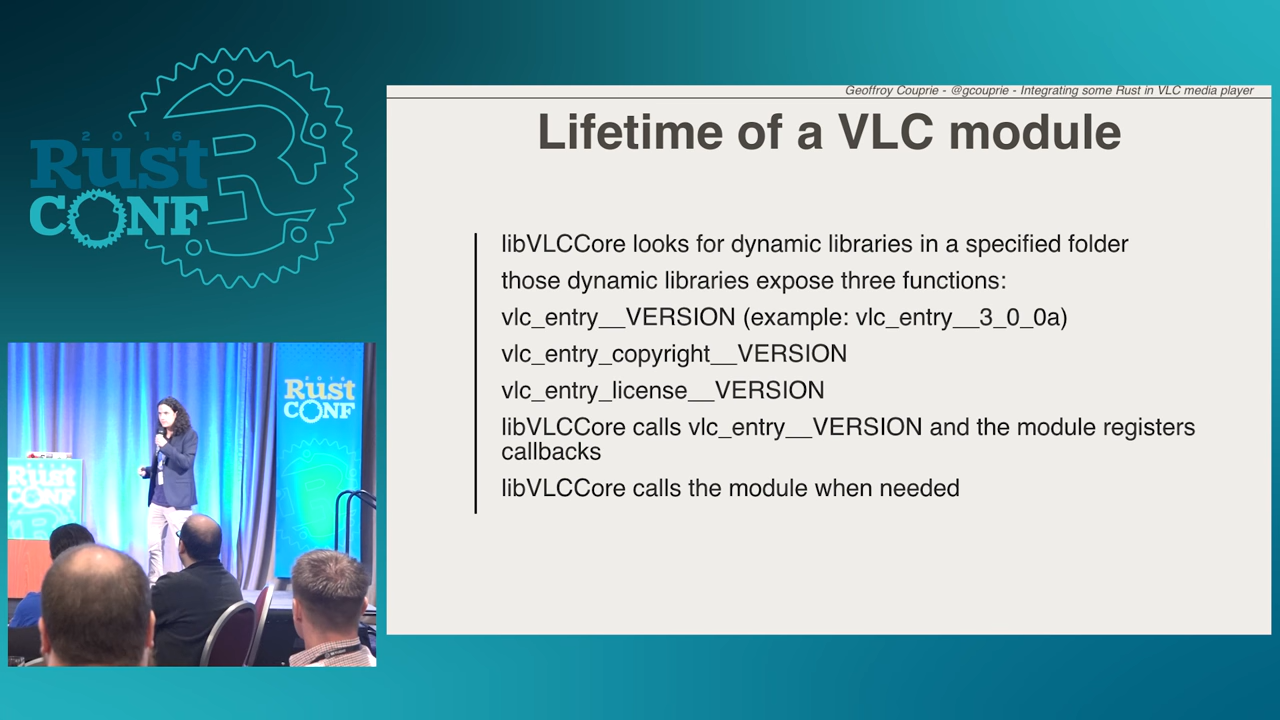 2016
Rust
CONF
Geoffroy Couprie - @gcouprie - Integrating some Rust in VLC media player
Lifetime of a VLC module
libVLCCore looks for dynamic libraries in a specified folder
those dynamic libraries expose three functions:
vlc_entry__VERSION (example: vlc_entry__3_0_0a)
vlc_entry_copyright__VERSION
vlc_entry_license__VERSION
libVLCCore calls vlc_entry__VERSION and the module registers
callbacks
libVLCCore calls the module when needed
2016
Rust
CONF
Rust
CONF